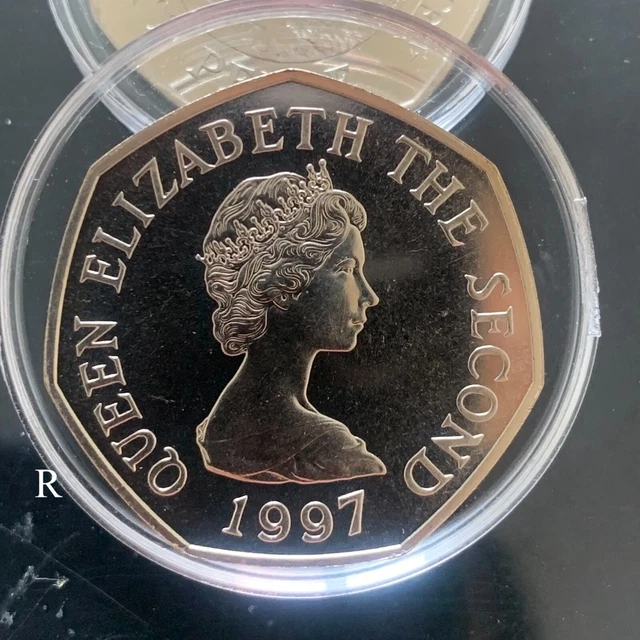 QUEEN ELIZABETH THE SECOND
1997
R